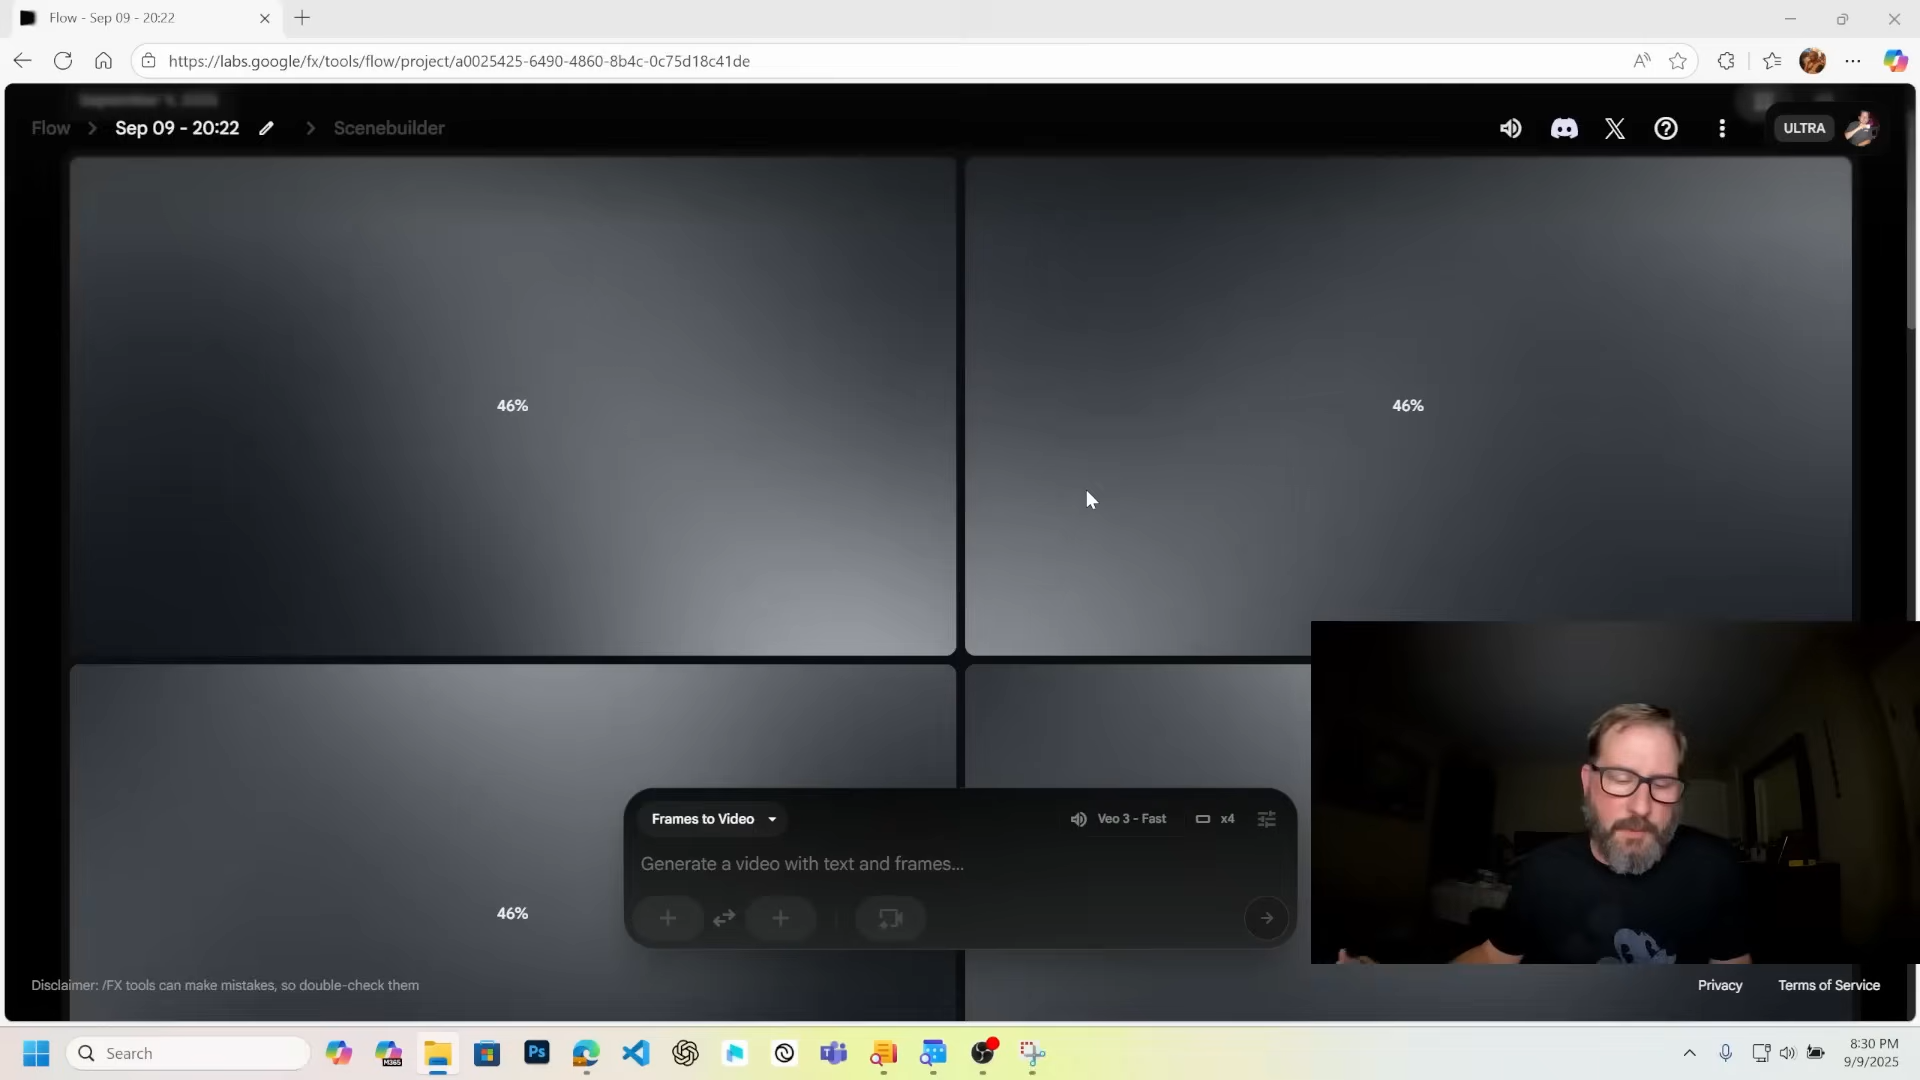 Flow - Sep 09 - 20:22
https://labs.google/fx/tools/flow/project/a0025425-6490-4860-8b4c-0c75d18c41de
Flow
Sep 09 - 20:22
Scenebuilder
ULTRA
46%
46%
46%
Frames to Video
Veo 3 - Fast
x4
Generate a video with text and frames...
Disclaimer: /FX tools can make mistakes, so double-check them
Privacy
Terms of Service
Search
M365
Ps
8:30 PM
9/9/2025